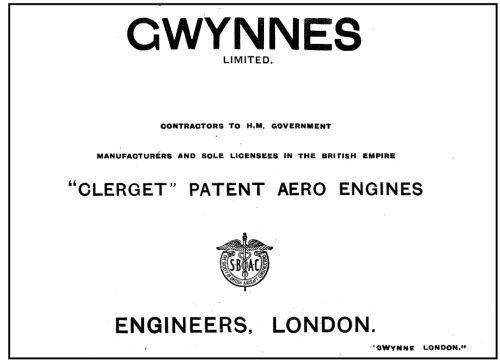 GWYNNES
LIMITED.
CONTRACTORS TO H.M. GOVERNMENT
MANUFACTURERS AND SOLE LICENSEES IN THE BRITISH EMPIRE
"CLERGET" PATENT AERO ENGINES
S·B·A·C
ENGINEERS, LONDON.
"GWYNNE LONDON."